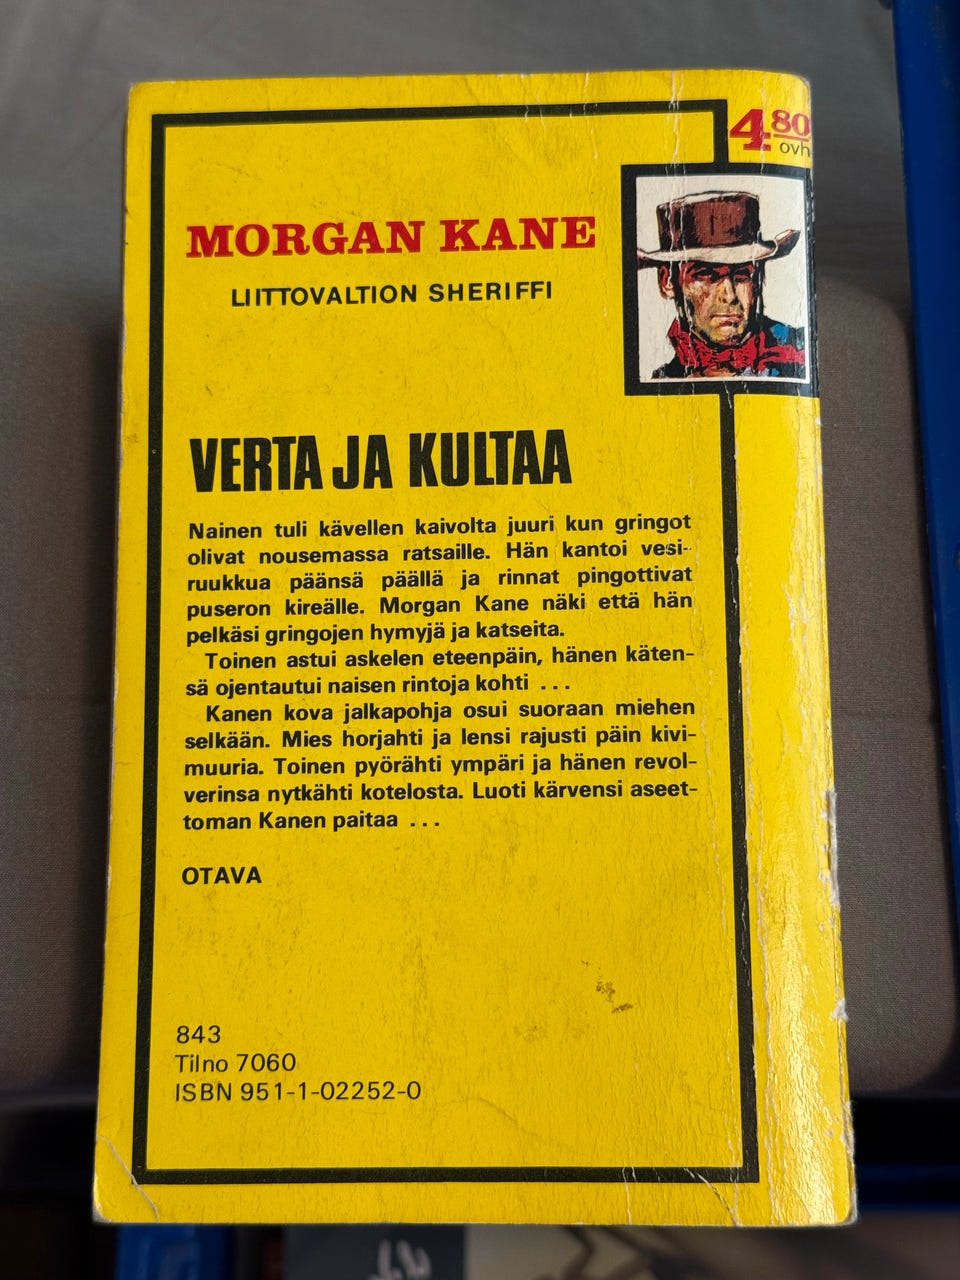 4.80
ovh
MORGAN KANE
LIITTOVALTION SHERIFFI
VERTA JA KULTAA
Nainen tuli kävellen kaivolta juuri kun gringot
olivat nousemassa ratsaille. Hän kantoi vesi-
ruukkua päänsä päällä ja rinnat pingottivat
puseron kireälle. Morgan Kane näki että hän
pelkäsi gringojen hymyjä ja katseita.
Toinen astui askelen eteenpäin, hänen käten-
sä ojentautui naisen rintoja kohti ...
Kanen kova jalkapohja osui suoraan miehen
selkään. Mies horjahti ja lensi rajusti päin kivi-
muuria. Toinen pyörähti ympäri ja hänen revol-
verinsa nytkähti kotelosta. Luoti kärvensi aseet-
toman Kanen paitaa ...
OTAVA
843
Tilno 7060
ISBN 951-1-02252-0